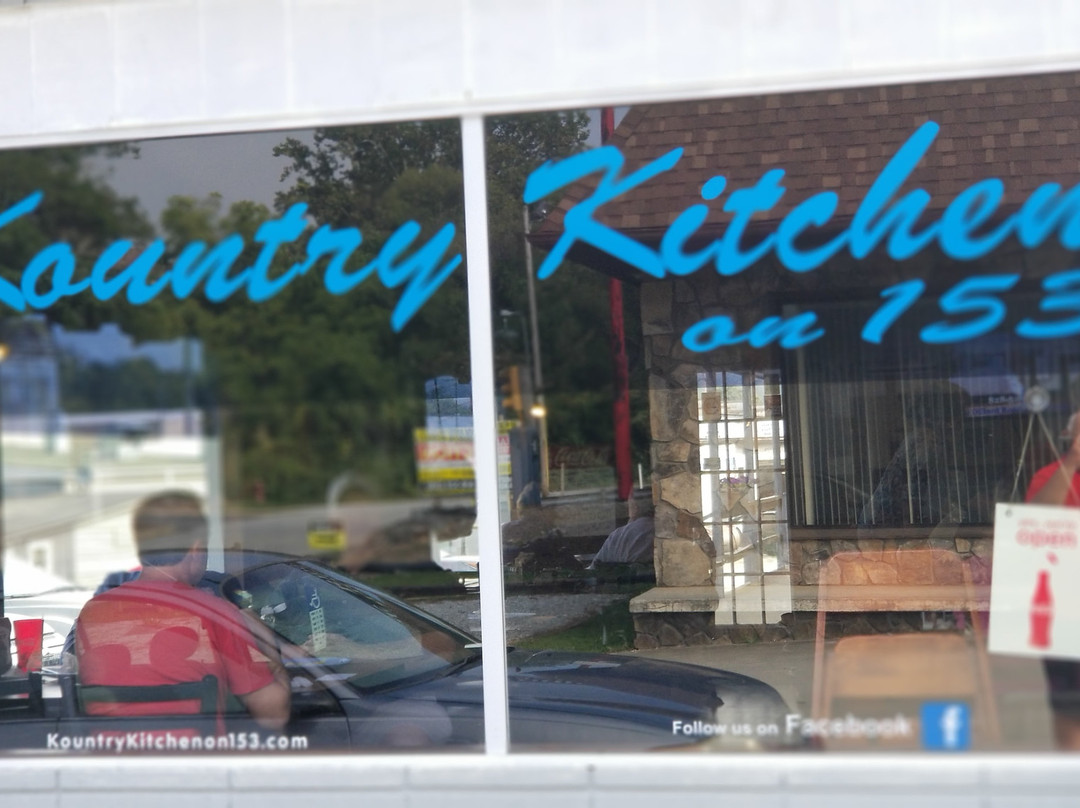 Kountry Kitchen
on 153
open
KountryKitchenon153.com
Follow us on Facebook
f